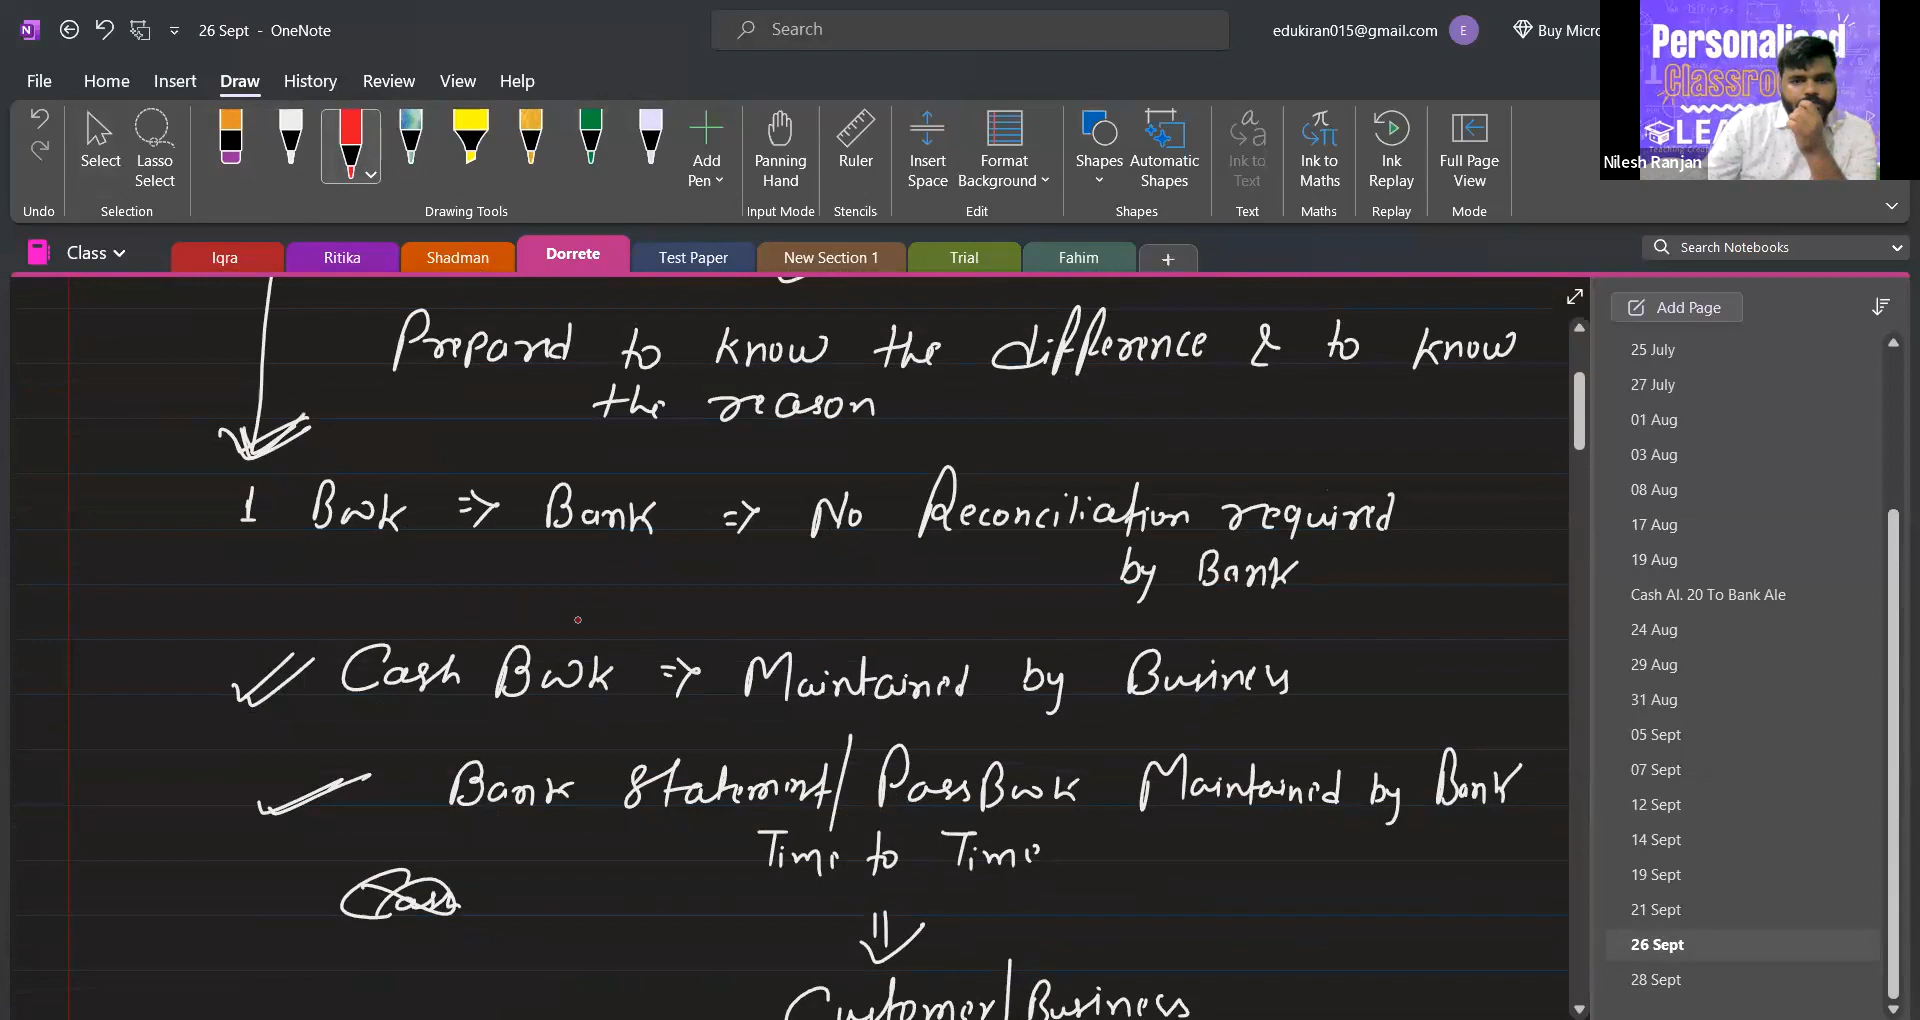 26 Sept - OneNote
Search
edukiran015@gmail.com
E
Buy Micro
File
Home
Insert
Draw
History
Review
View
Help
Select
Lasso Select
Add Pen
Panning Hand
Ruler
Insert Space
Format Background
Shapes
Automatic Shapes
Ink to Text
Ink to Maths
Ink Replay
Full Page View
Undo
Selection
Drawing Tools
Input Mode
Stencils
Edit
Shapes
Text
Maths
Replay
Mode
Personalised
Nilesh Ranjan
Class
Iqra
Ritika
Shadman
Dorrete
Test Paper
New Section 1
Trial
Fahim
Search Notebooks
Prepared to know the difference & to know
the reason
1 Book => Bank => No Reconciliation required
by Bank
Cash Book => Maintained by Business
Bank Statement/PassBook Maintained by Bank
Time to Time
Customer/Business
Add Page
25 July
27 July
01 Aug
03 Aug
08 Aug
17 Aug
19 Aug
Cash Al. 20 To Bank Ale
24 Aug
29 Aug
31 Aug
05 Sept
07 Sept
12 Sept
14 Sept
19 Sept
21 Sept
26 Sept
28 Sept